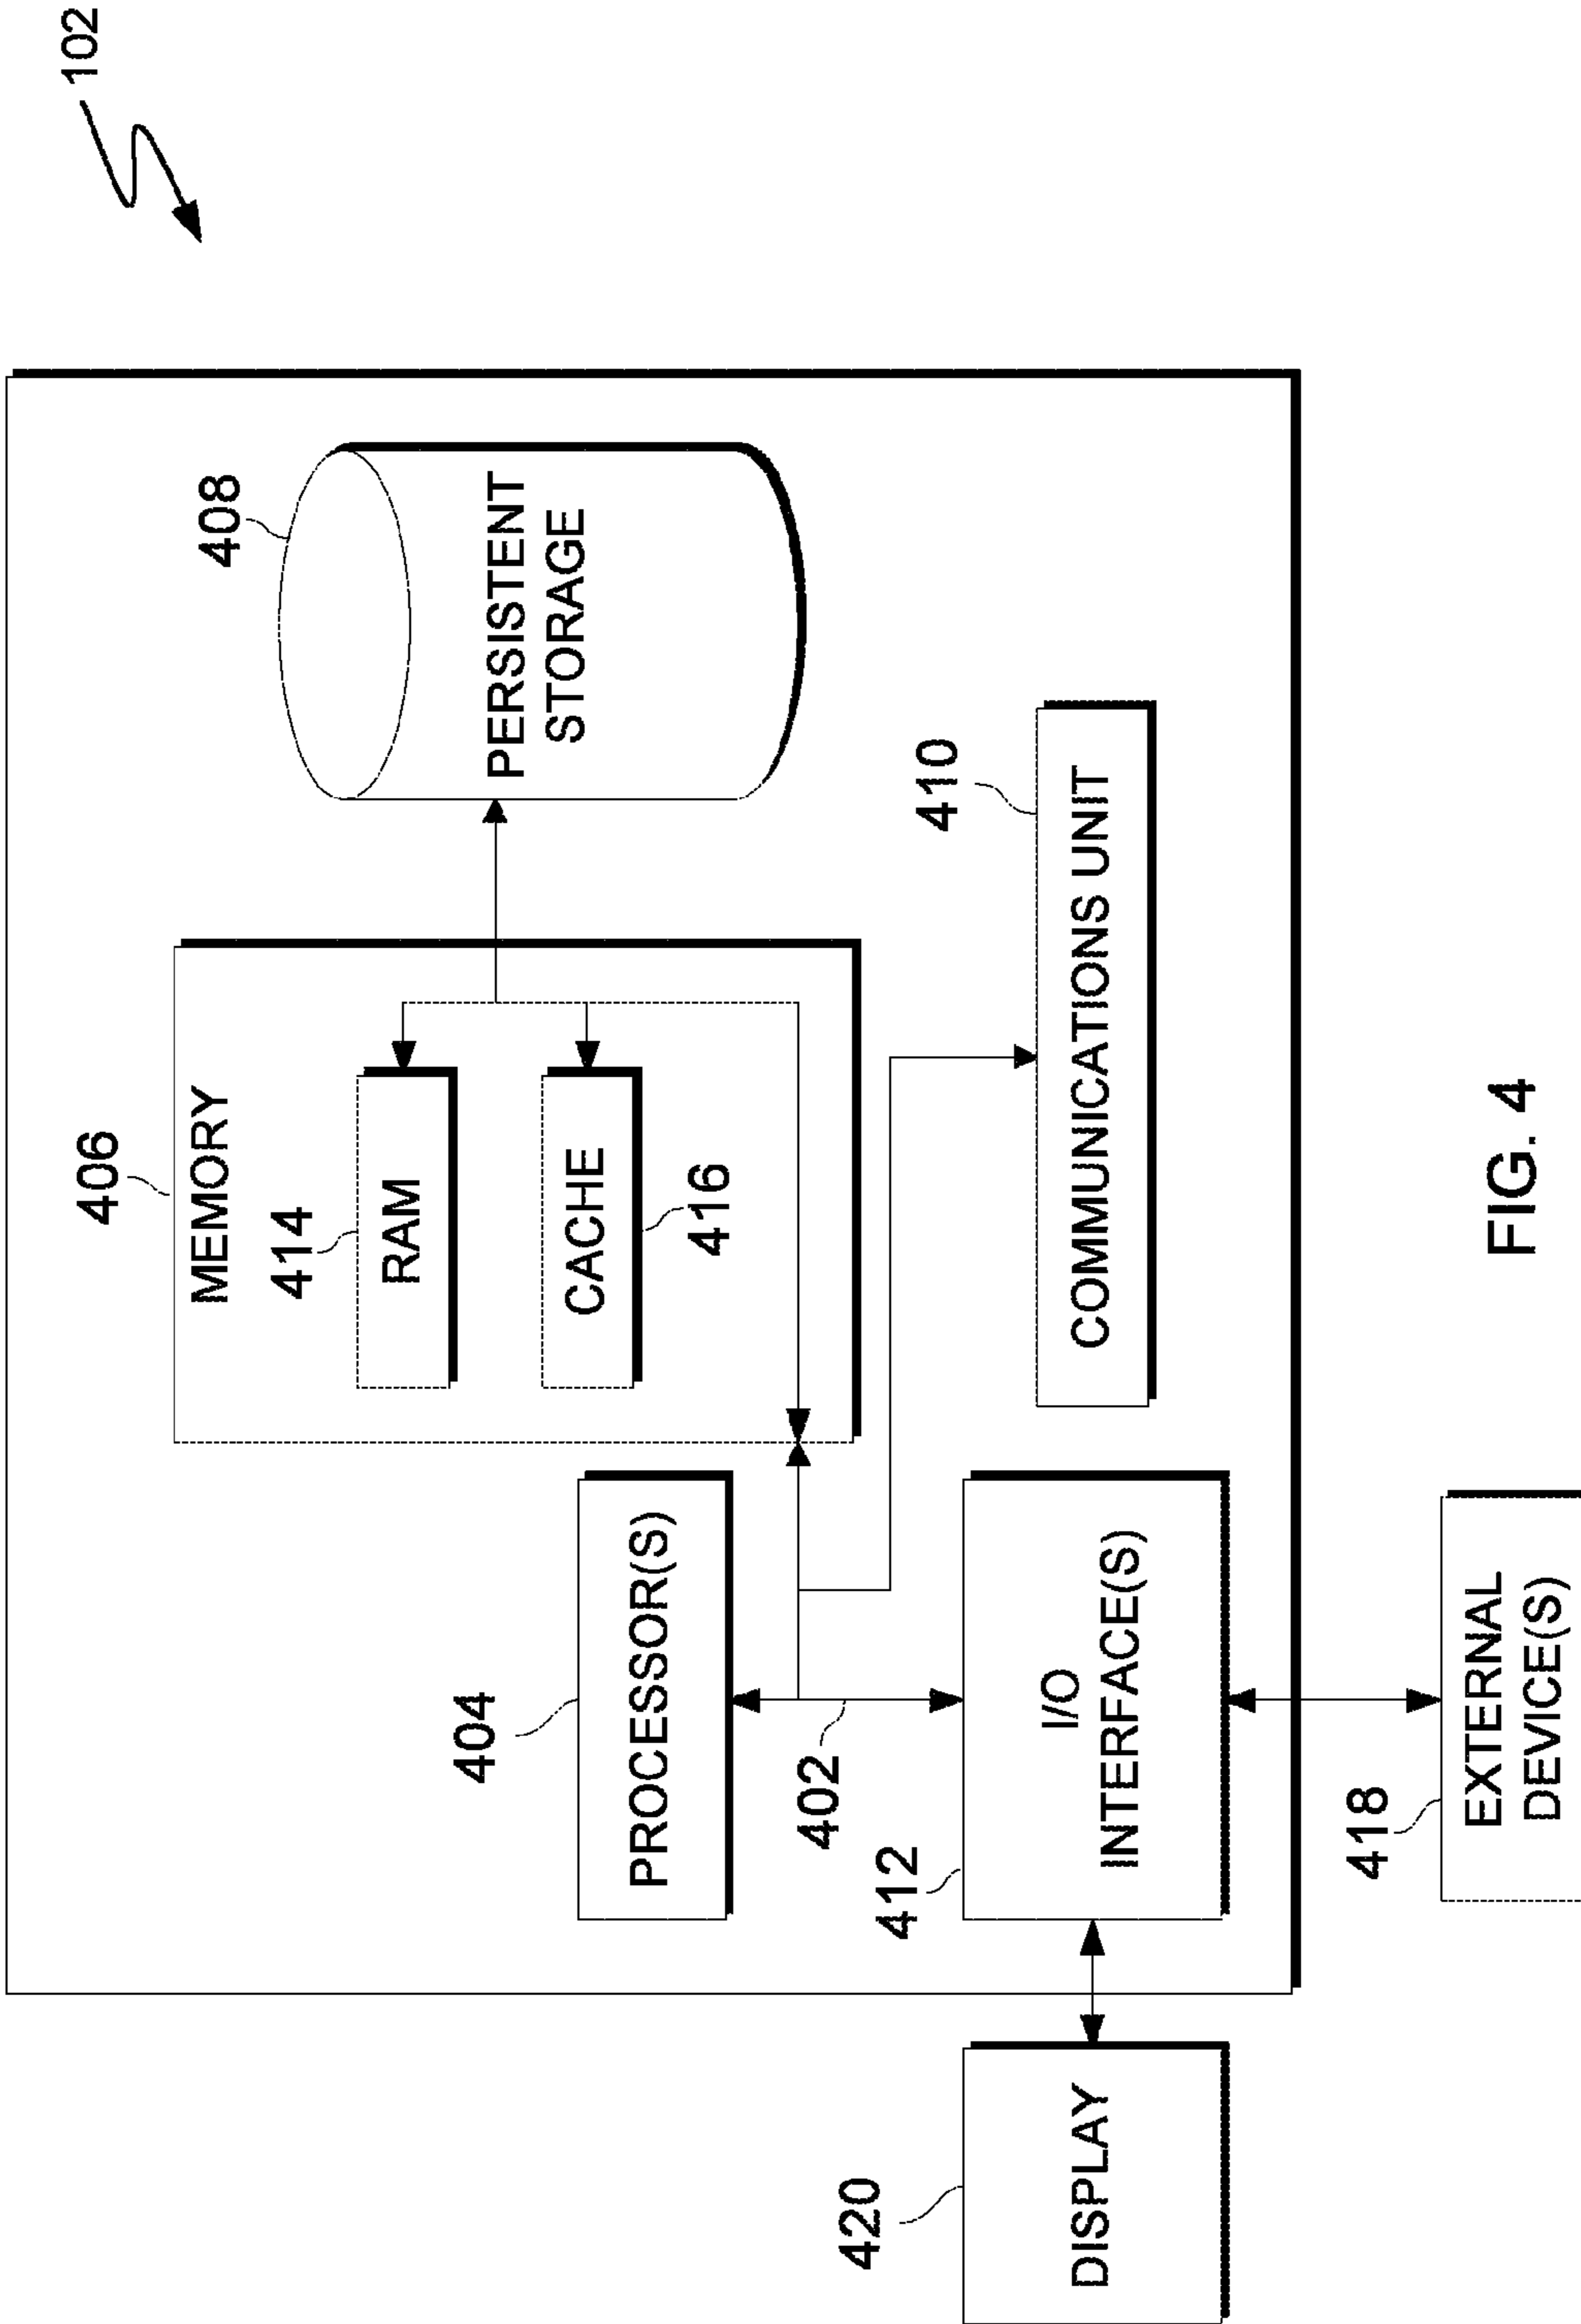 102
408
PERSISTENT
STORAGE
406
MEMORY
414
RAM
CACHE
416
404
PROCESSOR(S)
402
410
COMMUNICATIONS UNIT
412
I/O
INTERFACE(S)
420
DISPLAY
418
EXTERNAL
DEVICE(S)
FIG. 4